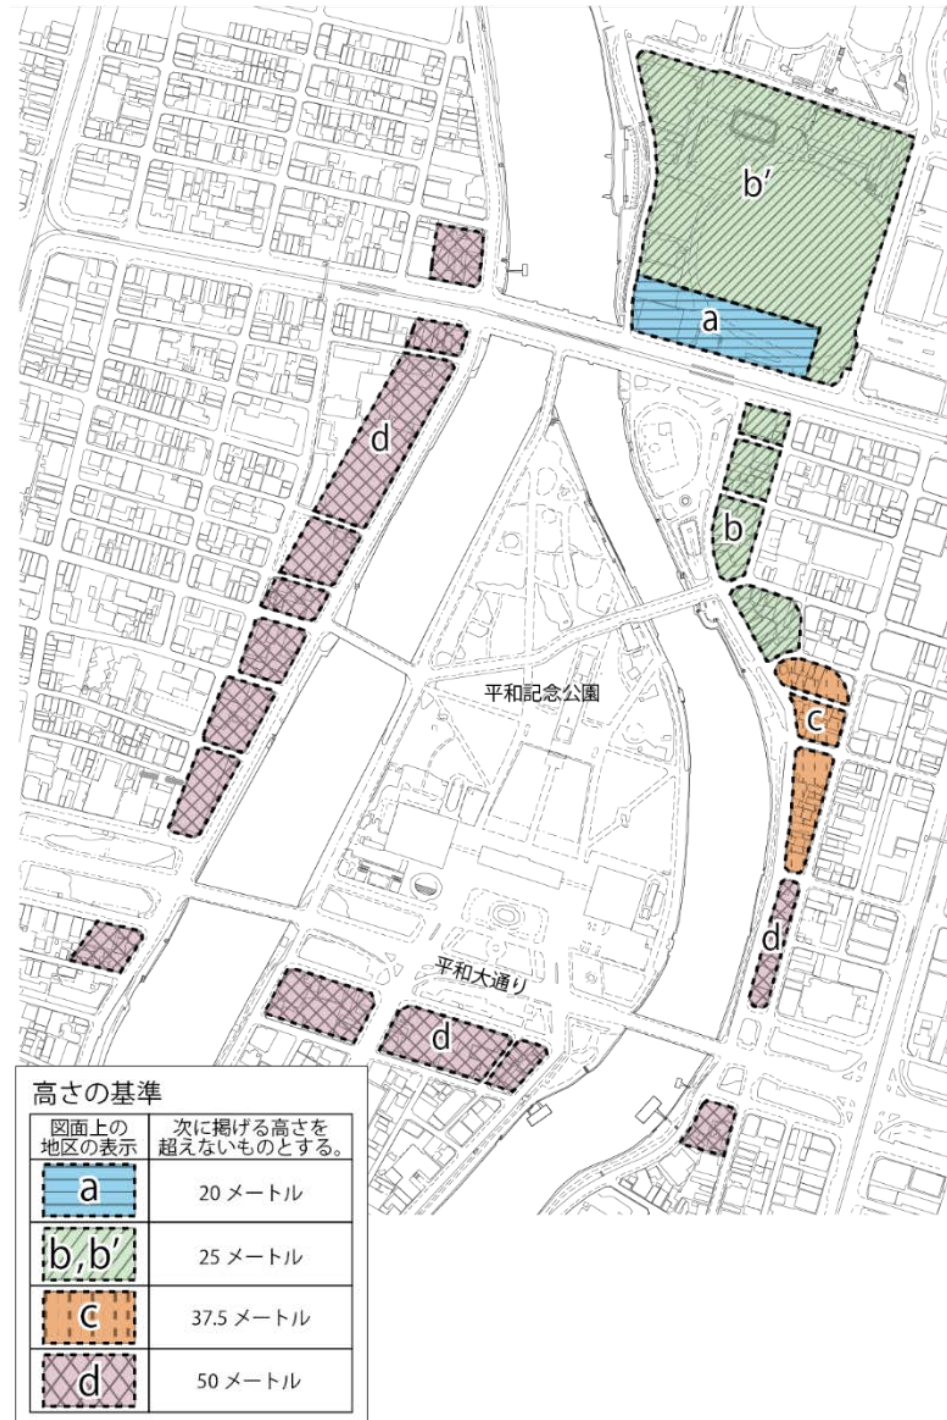 b′
a
d
b
平和記念公園
c
d
平和大通り
d
高さの基準
図面上の
地区の表示
次に掲げる高さを
超えないものとする。
a
20 メートル
b,b′
25 メートル
c
37.5 メートル
d
50 メートル